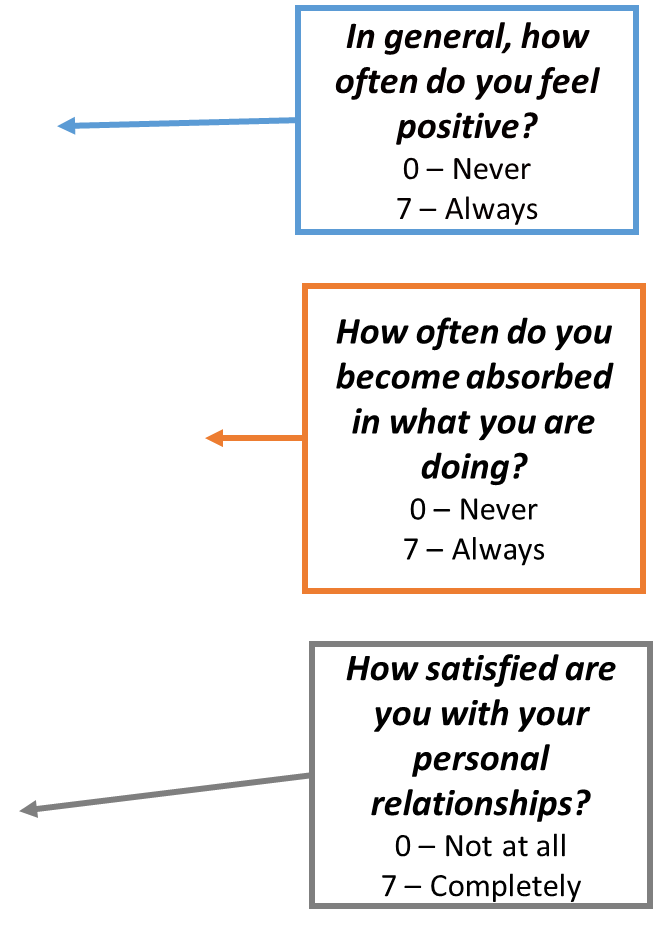 In general, how
often do you feel
positive?
0 – Never
7 – Always
How often do you
become absorbed
in what you are
doing?
0 – Never
7 – Always
How satisfied are
you with your
personal
relationships?
0 – Not at all
7 – Completely